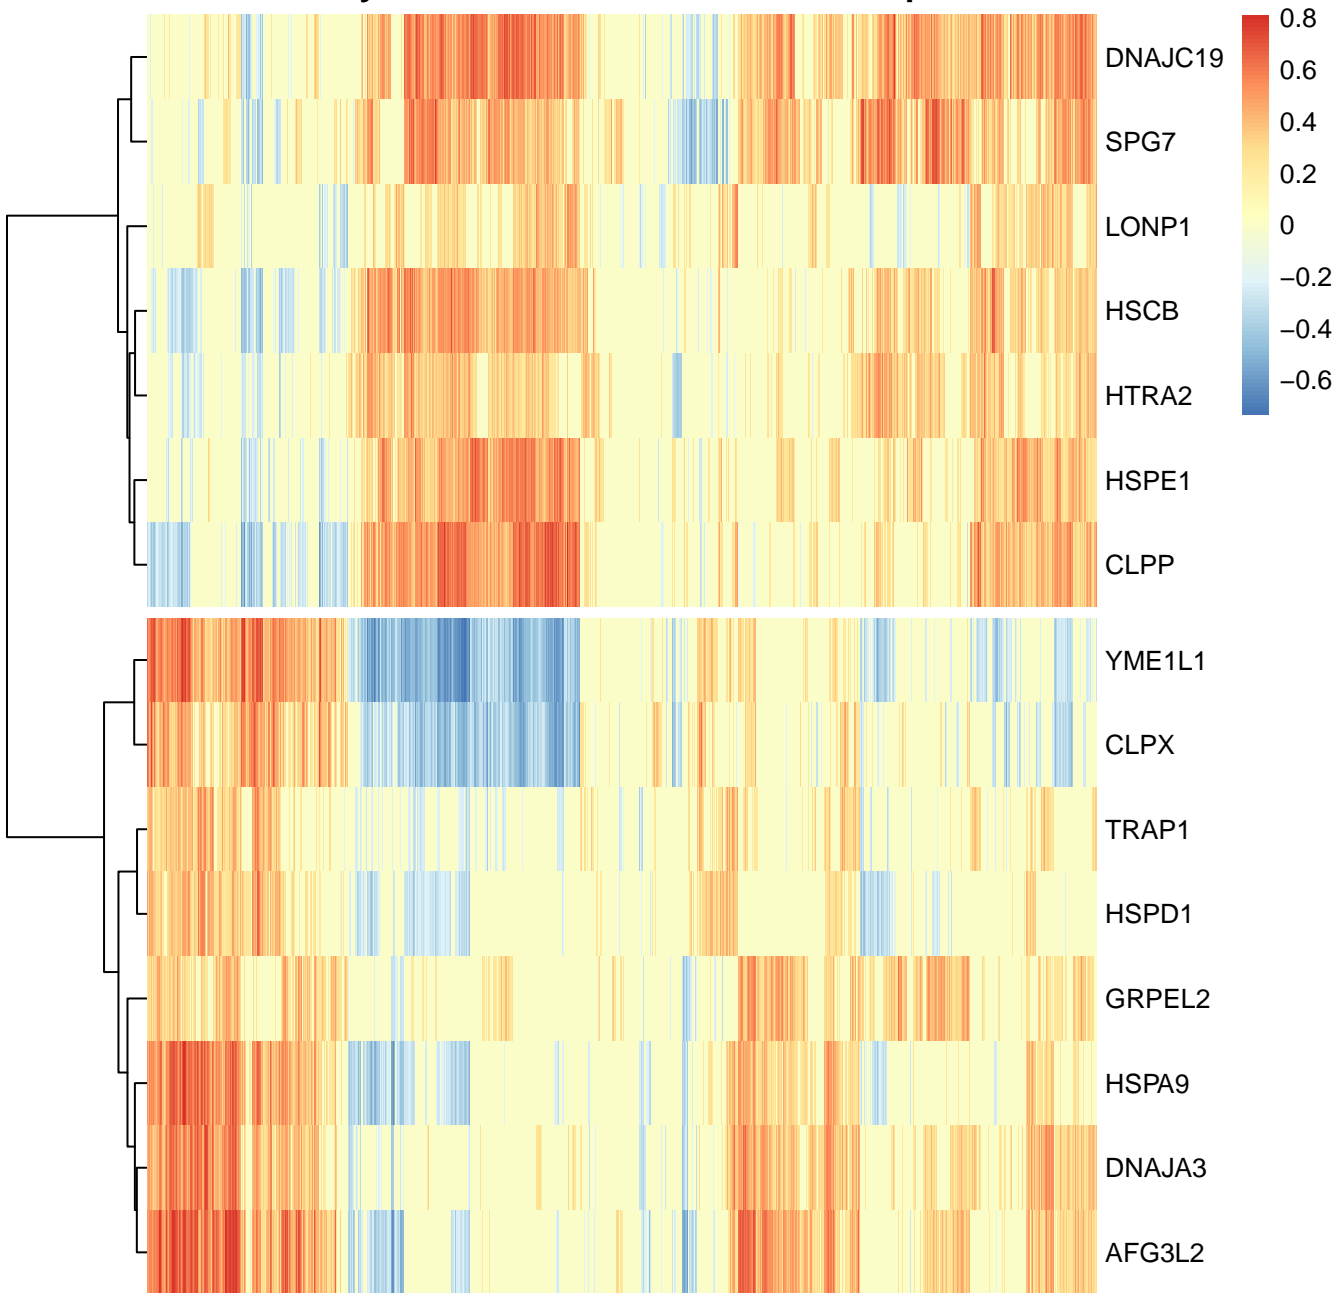 0.8
0.6
0.4
0.2
0
−0.2
−0.4
−0.6
DNAJC19
SPG7
LONP1
HSCB
HTRA2
HSPE1
CLPP
YME1L1
CLPX
TRAP1
HSPD1
GRPEL2
HSPA9
DNAJA3
AFG3L2